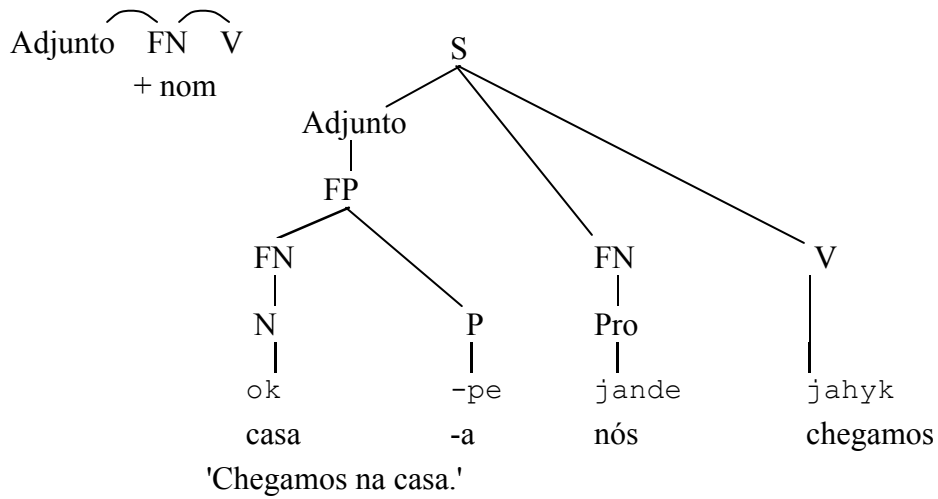 Adjunto FN V
+ nom
S
Adjunto
FP
FN FN V
N P Pro
ok -pe jande jahyk
casa -a nós chegamos
'Chegamos na casa.'